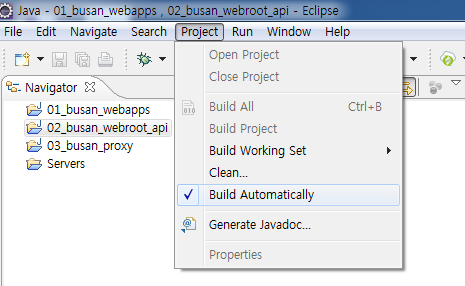 Java - 01_busan_webapps , 02_busan_webroot_api - Eclipse
File Edit Navigate Search Project Run Window Help
Open Project
Close Project
Build All Ctrl+B
Build Project
Build Working Set
Clean...
Build Automatically
Generate Javadoc...
Properties
Navigator
01_busan_webapps
02_busan_webroot_api
03_busan_proxy
Servers